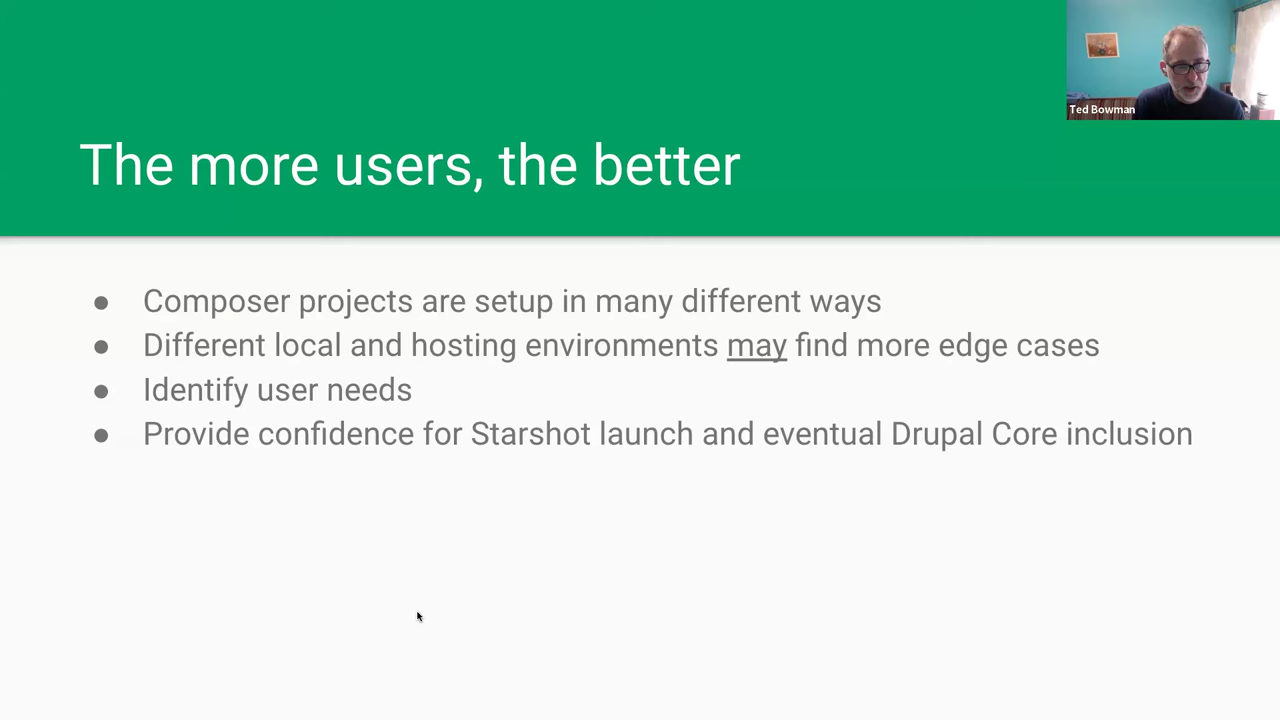 Ted Bowman
The more users, the better
● Composer projects are setup in many different ways
● Different local and hosting environments may find more edge cases
● Identify user needs
● Provide confidence for Starshot launch and eventual Drupal Core inclusion